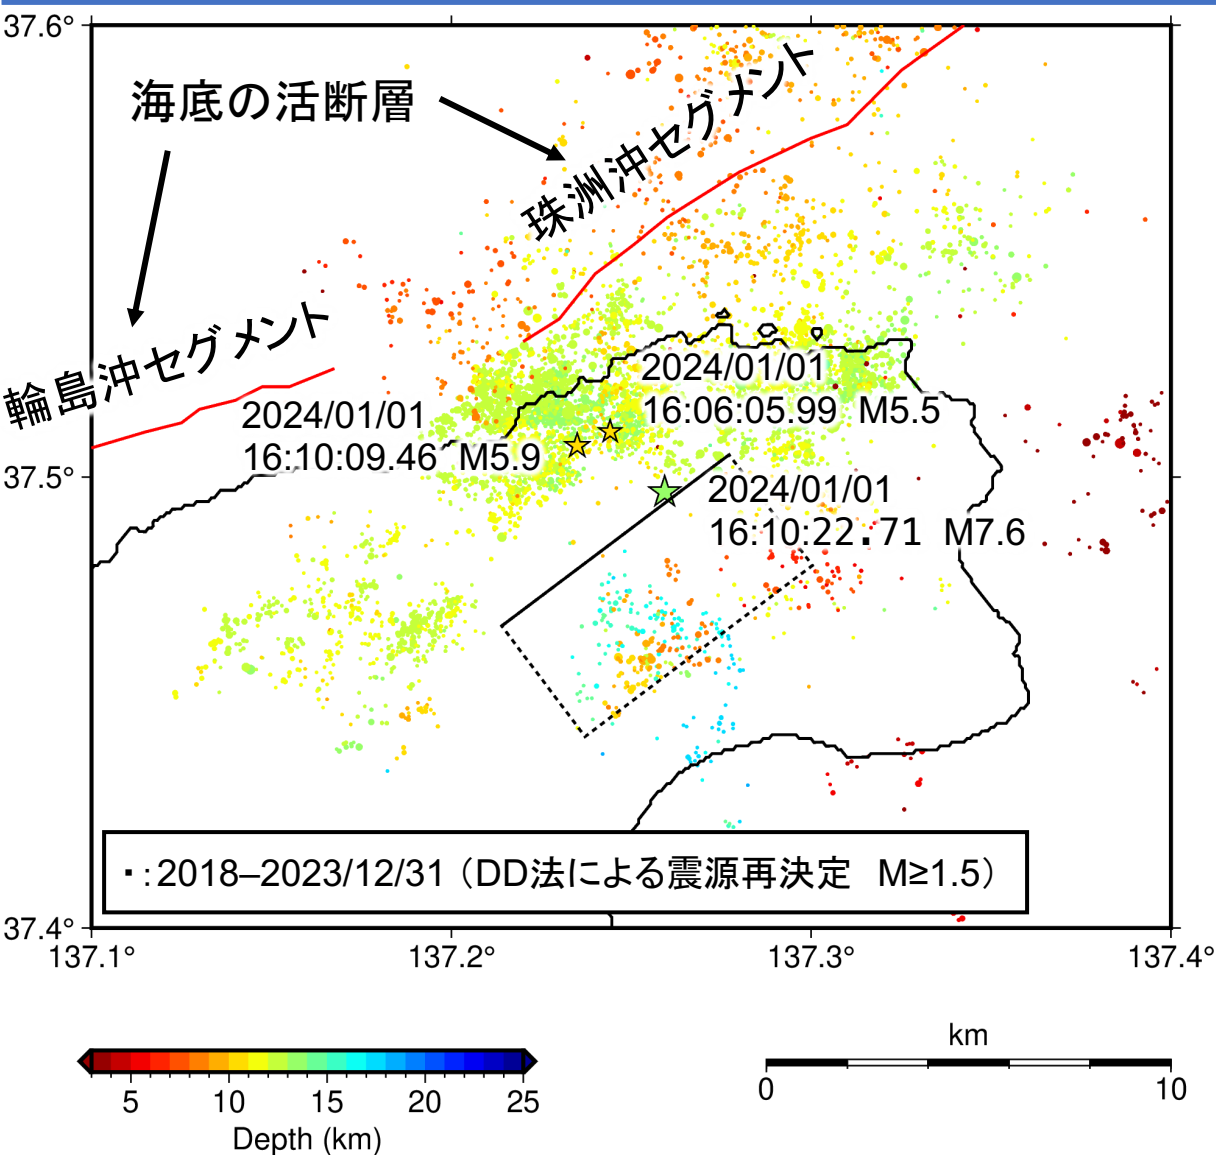 37.6°
海底の活断層
珠洲沖セグメント
輪島沖セグメント
2024/01/01
16:06:05.99 M5.5
2024/01/01
16:10:09.46 M5.9
37.5°
2024/01/01
16:10:22.71 M7.6
・:2018–2023/12/31（DD法による震源再決定　M≥1.5）
37.4°
137.1° 137.2° 137.3° 137.4°
km
0 10
5 10 15 20 25
Depth (km)